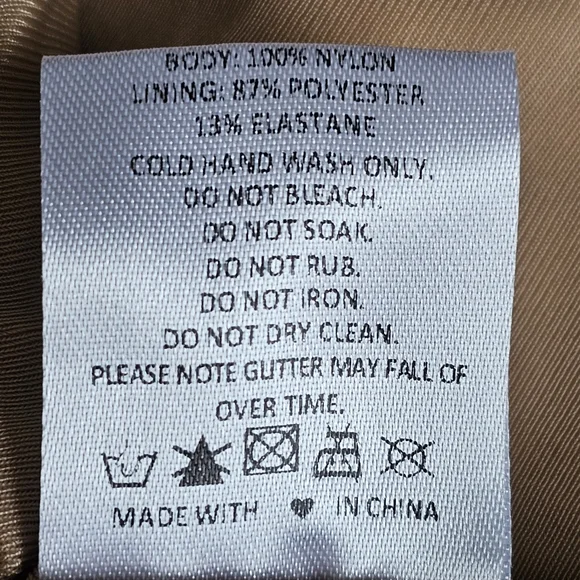 BODY: 100% NYLON
LINING: 87% POLYESTER
13% ELASTANE
COLD HAND WASH ONLY.
DO NOT BLEACH.
DO NOT SOAK.
DO NOT RUB.
DO NOT IRON.
DO NOT DRY CLEAN.
PLEASE NOTE GLITTER MAY FALL OF
OVER TIME.
MADE WITH ♥ IN CHINA